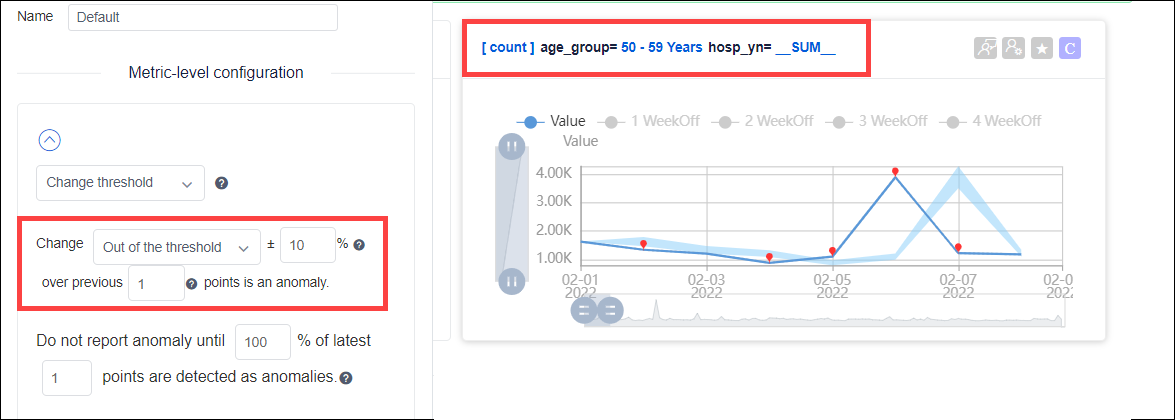 Name Default
Metric-level configuration
Change threshold ?
Change Out of the threshold ± 10 % ?
over previous 1 ? points is an anomaly.
Do not report anomaly until 100 % of latest
1 points are detected as anomalies. ?
[ count ] age_group= 50 - 59 Years hosp_yn= __SUM__
C
Value 1 WeekOff 2 WeekOff 3 WeekOff 4 WeekOff
Value
4.00K
3.00K
2.00K
1.00K
02-01 02-03 02-05 02-07 02-0
2022 2022 2022 2022 202